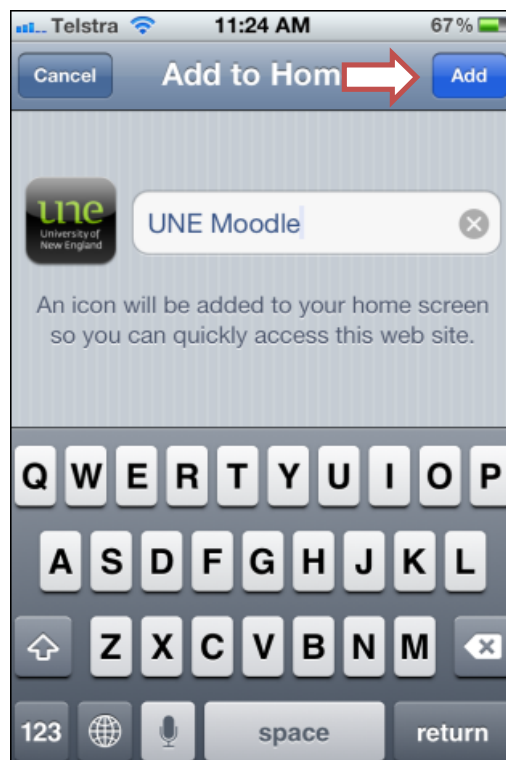 Telstra 11:24 AM 67%
Cancel Add to Hom Add
une
University of
New England
UNE Moodle
An icon will be added to your home screen
so you can quickly access this web site.
Q W E R T Y U I O P
A S D F G H J K L
Z X C V B N M
123 space return